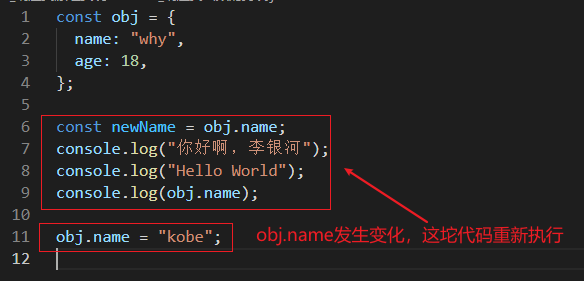 1 const obj = {
2 name: "why",
3 age: 18,
4 };
5
6 const newName = obj.name;
7 console.log("你好啊, 李银河");
8 console.log("Hello World");
9 console.log(obj.name);
10
11 obj.name = "kobe"; obj.name发生变化，这坨代码重新执行
12